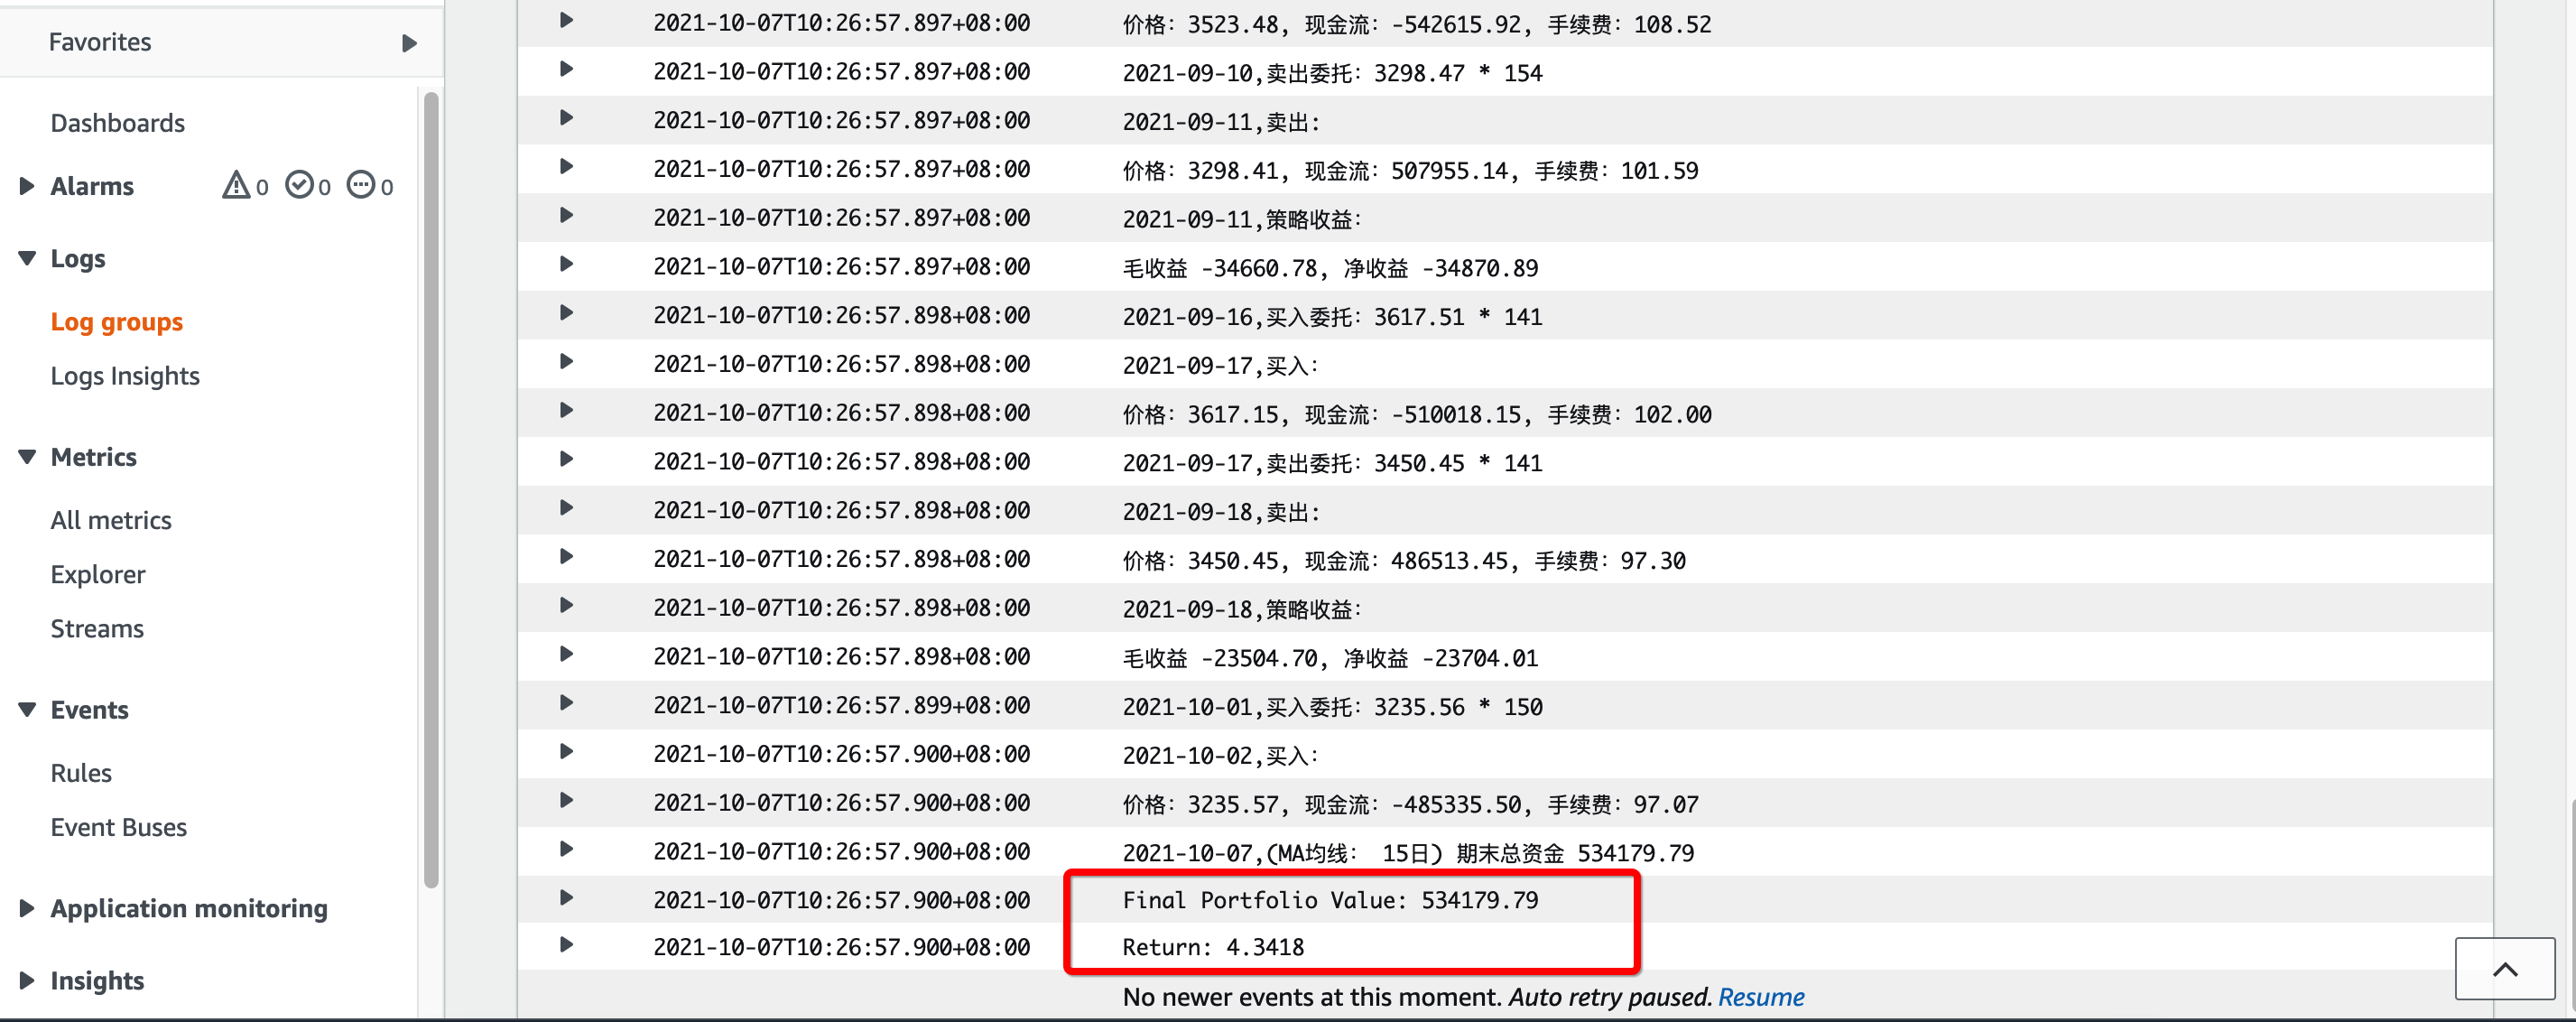 Favorites
Dashboards
Alarms 0 0 0
Logs
Log groups
Logs Insights
Metrics
All metrics
Explorer
Streams
Events
Rules
Event Buses
Application monitoring
Insights
2021-10-07T10:26:57.897+08:00 价格：3523.48, 现金流：-542615.92, 手续费：108.52
2021-10-07T10:26:57.897+08:00 2021-09-10,卖出委托：3298.47 * 154
2021-10-07T10:26:57.897+08:00 2021-09-11,卖出:
2021-10-07T10:26:57.897+08:00 价格：3298.41, 现金流：507955.14, 手续费：101.59
2021-10-07T10:26:57.897+08:00 2021-09-11,策略收益：
2021-10-07T10:26:57.897+08:00 毛收益 -34660.78, 净收益 -34870.89
2021-10-07T10:26:57.898+08:00 2021-09-16,买入委托：3617.51 * 141
2021-10-07T10:26:57.898+08:00 2021-09-17,买入：
2021-10-07T10:26:57.898+08:00 价格：3617.15, 现金流：-510018.15, 手续费：102.00
2021-10-07T10:26:57.898+08:00 2021-09-17,卖出委托：3450.45 * 141
2021-10-07T10:26:57.898+08:00 2021-09-18,卖出:
2021-10-07T10:26:57.898+08:00 价格：3450.45, 现金流：486513.45, 手续费：97.30
2021-10-07T10:26:57.898+08:00 2021-09-18,策略收益：
2021-10-07T10:26:57.898+08:00 毛收益 -23504.70, 净收益 -23704.01
2021-10-07T10:26:57.899+08:00 2021-10-01,买入委托：3235.56 * 150
2021-10-07T10:26:57.900+08:00 2021-10-02,买入：
2021-10-07T10:26:57.900+08:00 价格：3235.57, 现金流：-485335.50, 手续费：97.07
2021-10-07T10:26:57.900+08:00 2021-10-07,(MA均线： 15日) 期末总资金 534179.79
2021-10-07T10:26:57.900+08:00 Final Portfolio Value: 534179.79
2021-10-07T10:26:57.900+08:00 Return: 4.3418
No newer events at this moment. Auto retry paused. Resume